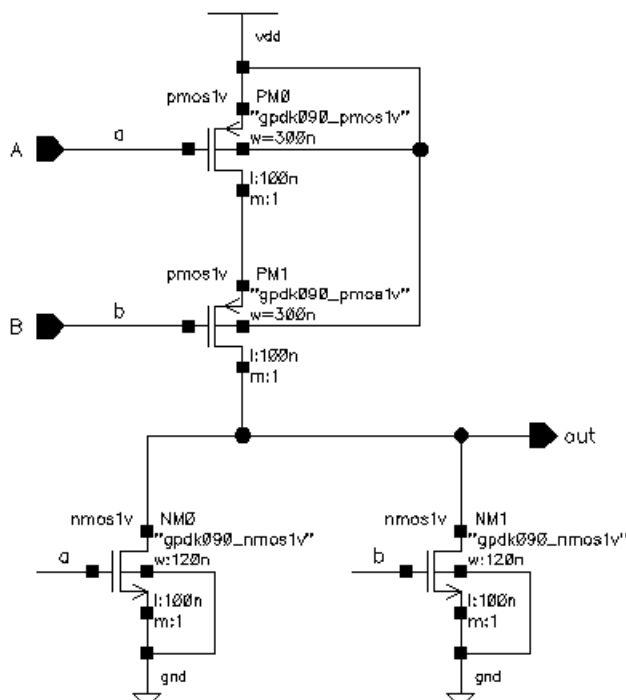 vdd
pmos1v PM0
"gpdk090_pmos1v"
A a w=300n
l:100n
m:1
pmos1v PM1
"gpdk090_pmos1v"
B b w=300n
l:100n
m:1
out
nmos1v NM0 nmos1v NM1
"gpdk090_nmos1v" "gpdk090_nmos1v"
a w:120n b w:120n
l:100n l:100n
m:1 m:1
gnd gnd